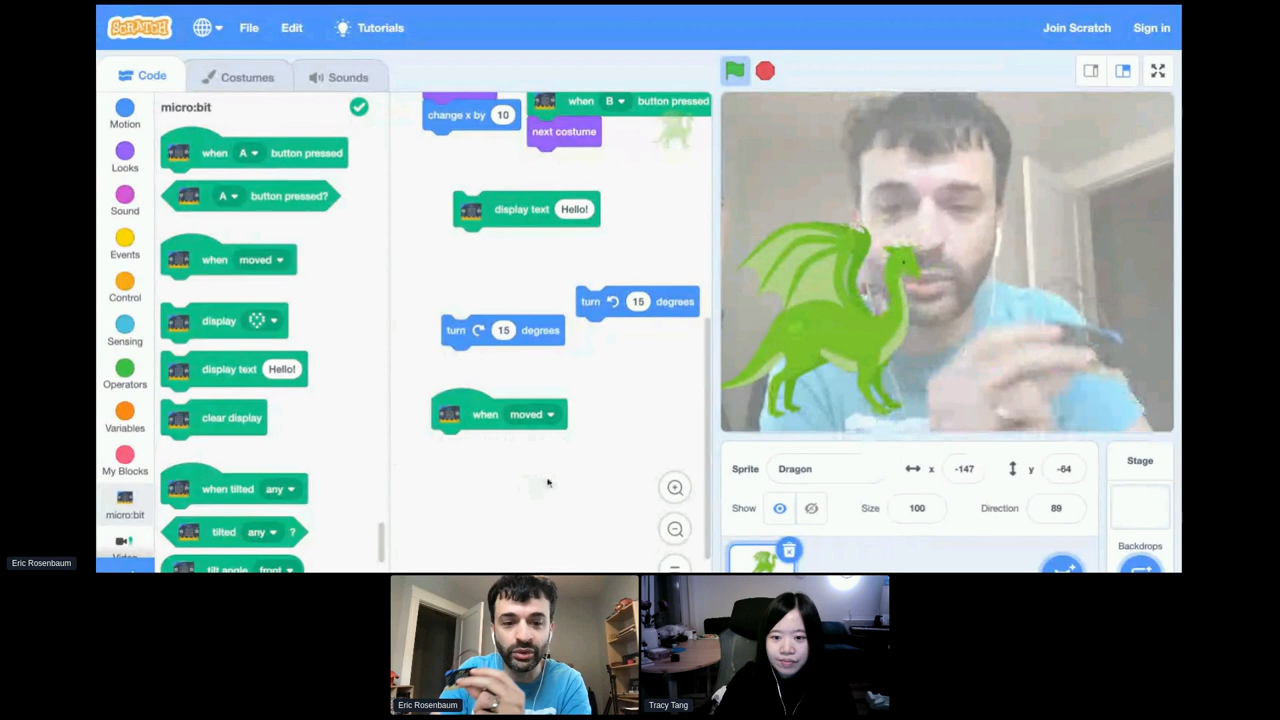 SCRATCH
File
Edit
Tutorials
Join Scratch
Sign in
Code
Costumes
Sounds
Motion
Looks
Sound
Events
Control
Sensing
Operators
Variables
My Blocks
micro:bit
micro:bit
when A button pressed
A button pressed?
when moved
display
display text Hello!
clear display
when tilted any
tilted any ?
tilt angle front
change x by 10
when B button pressed
next costume
display text Hello!
turn 15 degrees
turn 15 degrees
when moved
Sprite Dragon
x -147
y -64
Show
Size 100
Direction 89
Stage
Backdrops
Eric Rosenbaum
Eric Rosenbaum
Tracy Tang